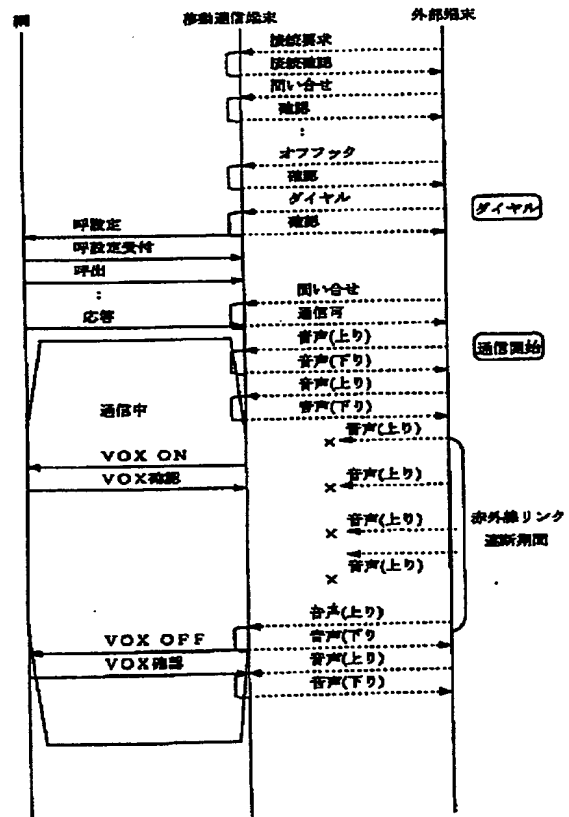 網
移動通信端末
外部端末
接続要求
接続確認
問い合せ
確認
:
オフフック
確認
ダイヤル
ダイヤル
呼設定
確認
呼設定受付
呼出
:
問い合せ
応答
通信可
音声(上り)
通信開始
音声(下り)
音声(上り)
通信中
音声(下り)
音声(上り)
VOX ON
VOX確認
音声(上り)
音声(上り)
赤外線リンク
遮断期間
音声(上り)
音声(上り)
VOX OFF
音声(下り
VOX確認
音声(上り)
音声(下り)